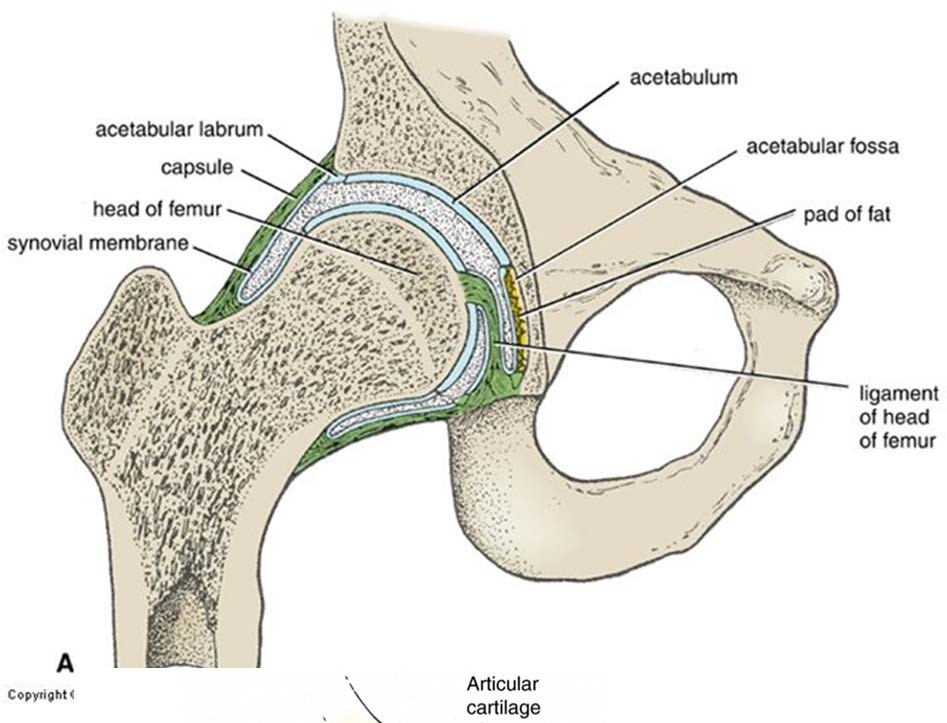 acetabulum
acetabular labrum
acetabular fossa
capsule
head of femur
pad of fat
synovial membrane
ligament
of head
of femur
A
Copyright
Articular
cartilage